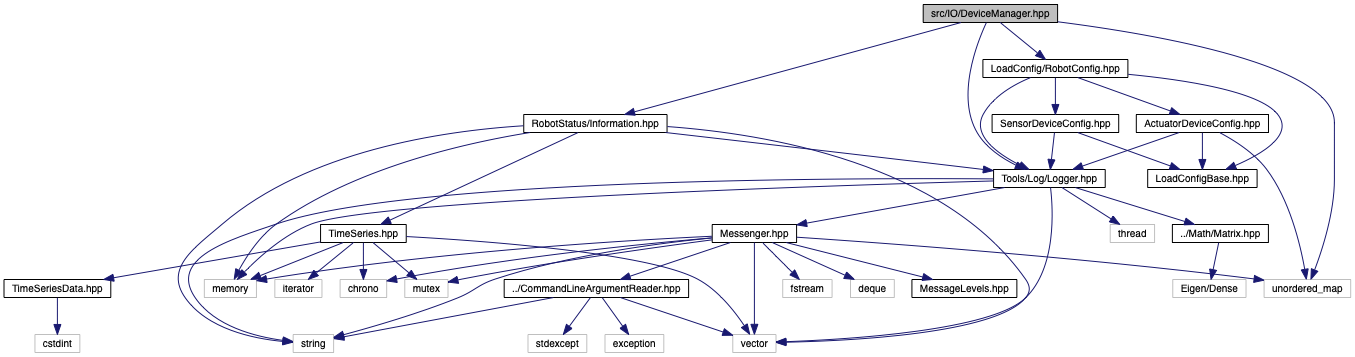 src/IO/DeviceManager.hpp
LoadConfig/RobotConfig.hpp
RobotStatus/Information.hpp
SensorDeviceConfig.hpp
ActuatorDeviceConfig.hpp
Tools/Log/Logger.hpp
LoadConfigBase.hpp
TimeSeries.hpp
Messenger.hpp
thread
../Math/Matrix.hpp
TimeSeriesData.hpp
memory
iterator
chrono
mutex
../CommandLineArgumentReader.hpp
fstream
deque
MessageLevels.hpp
Eigen/Dense
unordered_map
cstdint
string
stdexcept
exception
vector